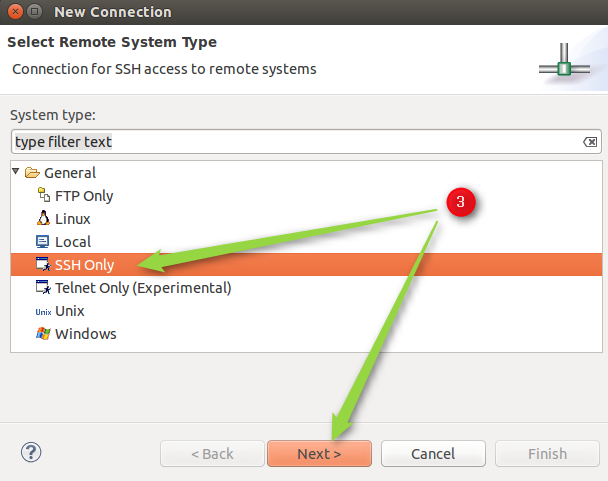 New Connection
Select Remote System Type
Connection for SSH access to remote systems
System type:
type filter text
General
FTP Only
3
Linux
Local
SSH Only
Telnet Only (Experimental)
Unix Unix
Windows
? < Back Next > Cancel Finish